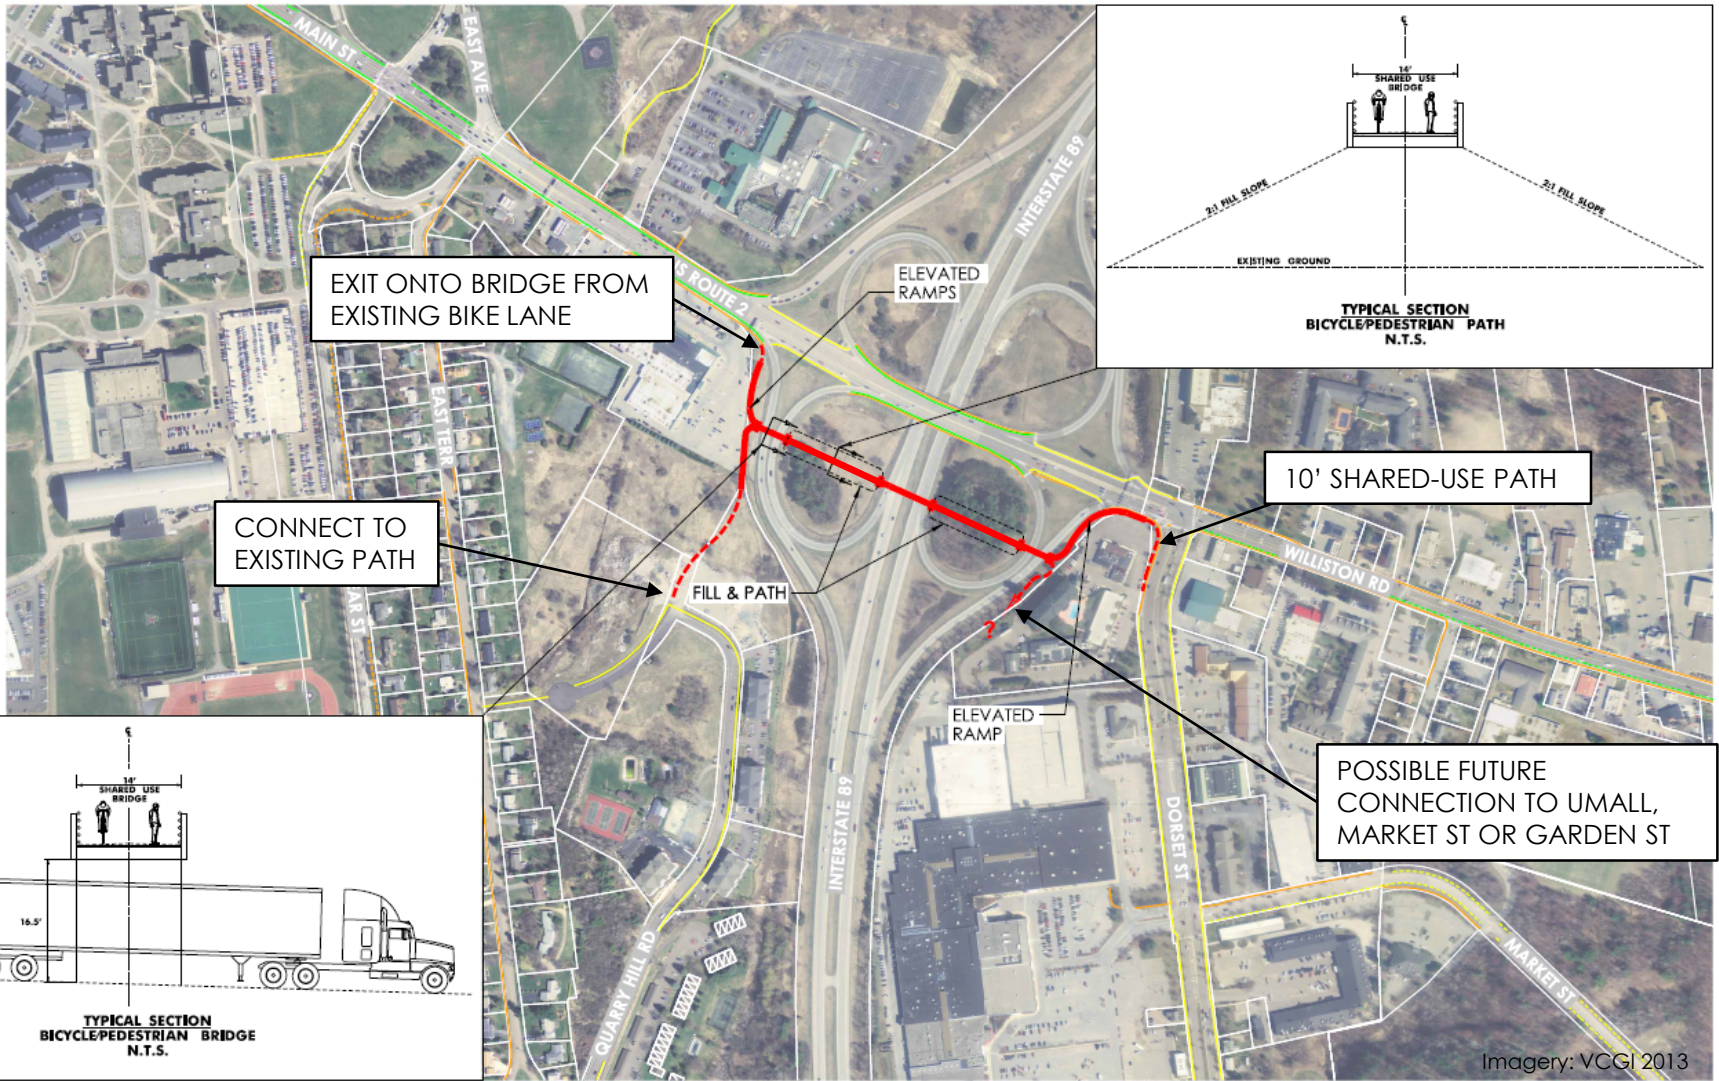 MAIN ST
EAST AVE
INTERSTATE 89
US ROUTE 2
EXIT ONTO BRIDGE FROM
EXISTING BIKE LANE
ELEVATED
RAMPS
℄
14'
SHARED USE
BRIDGE
2:1 FILL SLOPE
2:1 FILL SLOPE
EXISTING GROUND
TYPICAL SECTION
BICYCLE/PEDESTRIAN PATH
N.T.S.
EAST TERR
CONNECT TO
EXISTING PATH
10' SHARED-USE PATH
WILLISTON RD
FILL & PATH
?
ELEVATED
RAMP
POSSIBLE FUTURE
CONNECTION TO UMALL,
MARKET ST OR GARDEN ST
DORSET ST
INTERSTATE 89
QUARRY HILL RD
MARKET ST
℄
14'
SHARED USE
BRIDGE
16.5'
TYPICAL SECTION
BICYCLE/PEDESTRIAN BRIDGE
N.T.S.
Imagery: VCGI 2013